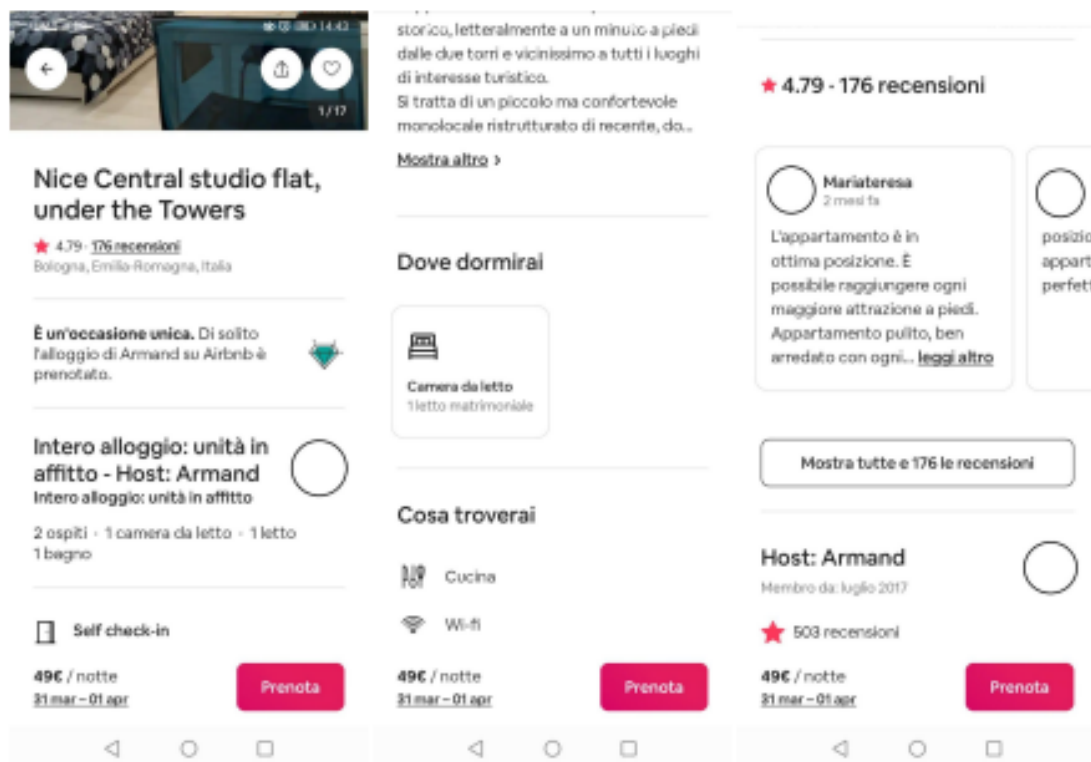 14:43
1/17
Nice Central studio flat,
under the Towers
4.79 · 176 recensioni
Bologna, Emilia-Romagna, Italia
È un'occasione unica. Di solito
l'alloggio di Armand su Airbnb è
prenotato.
Intero alloggio: unità in
affitto - Host: Armand
Intero alloggio: unità in affitto
2 ospiti · 1 camera da letto · 1 letto
1 bagno
Self check-in
49€ / notte
31 mar – 01 apr
Prenota
storico, letteralmente a un minuto a piedi
dalle due torri e vicinissimo a tutti i luoghi
di interesse turistico.
Si tratta di un piccolo ma confortevole
monolocale ristrutturato di recente, do...
Mostra altro
Dove dormirai
Camera da letto
1 letto matrimoniale
Cosa troverai
Cucina
Wi-fi
49€ / notte
31 mar – 01 apr
Prenota
4.79 - 176 recensioni
Mariateresa
2 mesi fa
L'appartamento è in
ottima posizione. È
possibile raggiungere ogni
maggiore attrazione a piedi.
Appartamento pulito, ben
arredato con ogni... leggi altro
posizio
appart
perfett
Mostra tutte e 176 le recensioni
Host: Armand
Membro da: luglio 2017
503 recensioni
49€ / notte
31 mar – 01 apr
Prenota